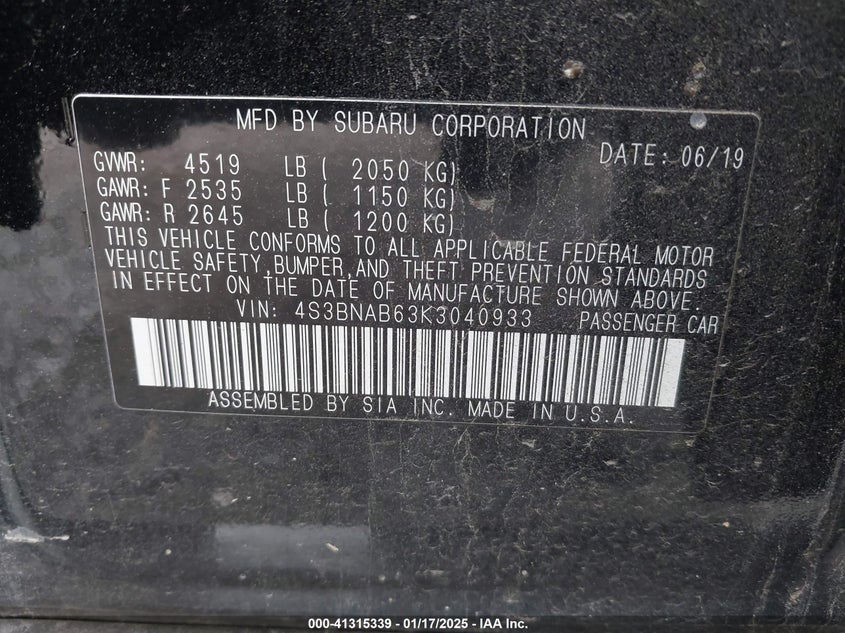 MFD BY SUBARU CORPORATION
DATE: 06/19
GVWR: 4519 LB ( 2050 KG)
GAWR: F 2535 LB ( 1150 KG)
GAWR: R 2645 LB ( 1200 KG)
THIS VEHICLE CONFORMS TO ALL APPLICABLE FEDERAL MOTOR
VEHICLE SAFETY,BUMPER,AND THEFT PREVENTION STANDARDS
IN EFFECT ON THE DATE OF MANUFACTURE SHOWN ABOVE.
VIN: 4S3BNAB63K3040933 PASSENGER CAR
ASSEMBLED BY SIA INC. MADE IN U.S.A.
000-41315339 - 01/17/2025 - IAA Inc.